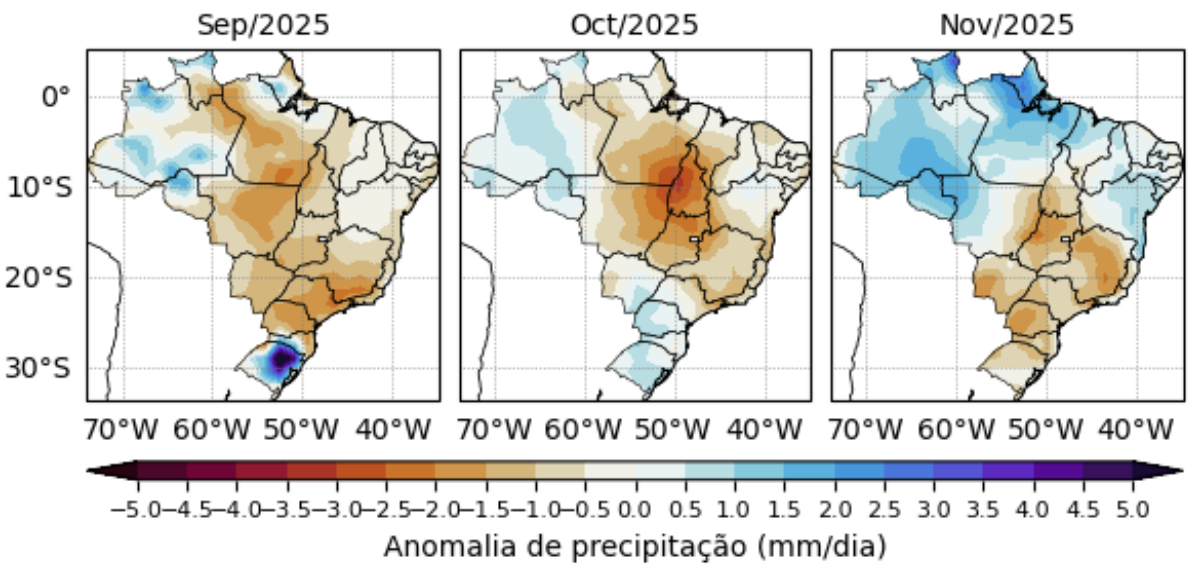 Sep/2025 Oct/2025 Nov/2025
0°
10°S
20°S
30°S
70°W 60°W 50°W 40°W 70°W 60°W 50°W 40°W 70°W 60°W 50°W 40°W
−5.0 −4.5 −4.0 −3.5 −3.0 −2.5 −2.0 −1.5 −1.0 −0.5 0.0 0.5 1.0 1.5 2.0 2.5 3.0 3.5 4.0 4.5 5.0
Anomalia de precipitação (mm/dia)